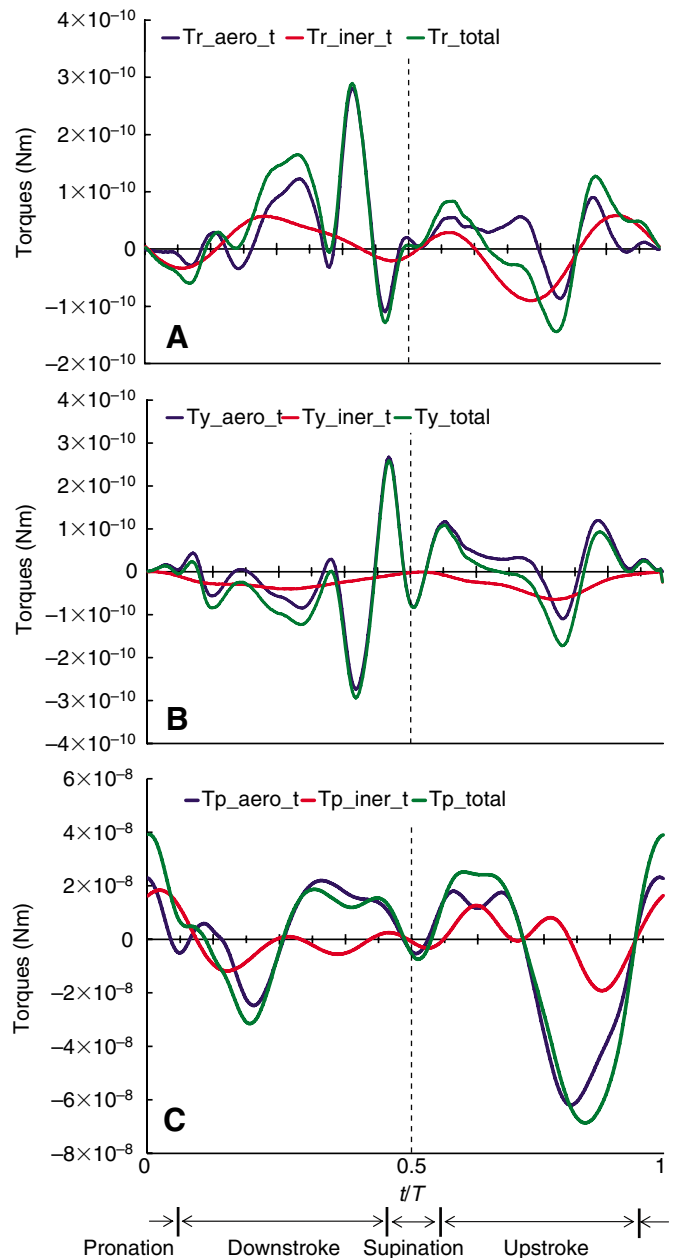 4×10⁻¹⁰
Tr_aero_t Tr_iner_t Tr_total
3×10⁻¹⁰
2×10⁻¹⁰
1×10⁻¹⁰
0
−1×10⁻¹⁰
−2×10⁻¹⁰
Torques (Nm)
A
4×10⁻¹⁰
Ty_aero_t Ty_iner_t Ty_total
3×10⁻¹⁰
2×10⁻¹⁰
1×10⁻¹⁰
0
−1×10⁻¹⁰
−2×10⁻¹⁰
−3×10⁻¹⁰
−4×10⁻¹⁰
Torques (Nm)
B
6×10⁻⁸
Tp_aero_t Tp_iner_t Tp_total
4×10⁻⁸
2×10⁻⁸
0
−2×10⁻⁸
−4×10⁻⁸
−6×10⁻⁸
−8×10⁻⁸
Torques (Nm)
C
0 0.5 1
t/T
Pronation Downstroke Supination Upstroke